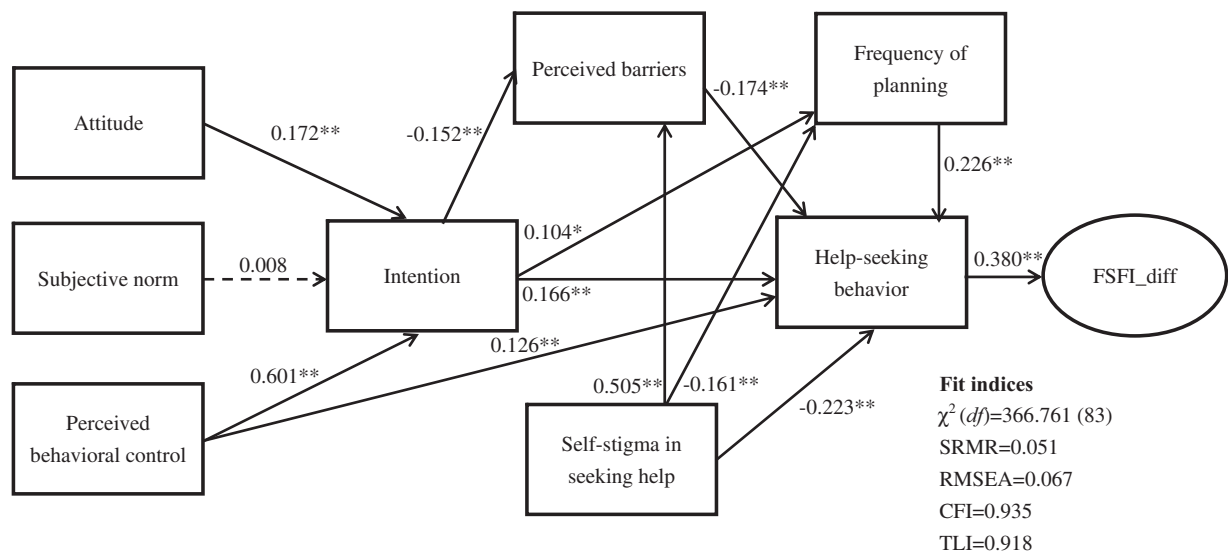 Attitude
Subjective norm
Perceived
behavioral control
0.172**
0.008
0.601**
Intention
-0.152**
Perceived barriers
-0.174**
0.104*
0.166**
0.126**
0.505**
-0.161**
-0.223**
Self-stigma in
seeking help
Frequency of
planning
0.226**
Help-seeking
behavior
0.380**
FSFI_diff
Fit indices
χ² (df)=366.761 (83)
SRMR=0.051
RMSEA=0.067
CFI=0.935
TLI=0.918